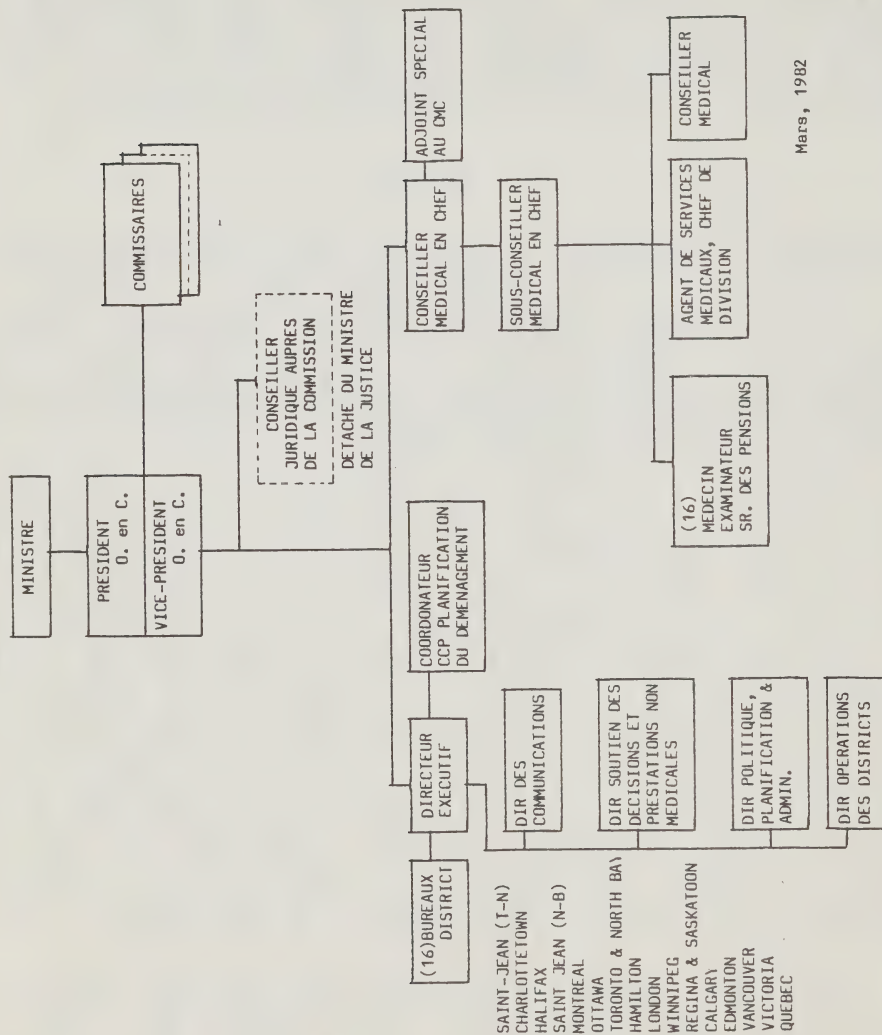 MINISTRE
PRESIDENT
O. en C.
VICE-PRESIDENT
O. en C.
COMMISSAIRES
CONSEILLER
JURIDIQUE AUPRES
DE LA COMMISSION
DETACHE DU MINISTRE
DE LA JUSTICE
(16)BUREAUX
DISTRICT
DIRECTEUR
EXECUTIF
COORDONATEUR
CCP PLANIFICATION
DU DEMENAGEMENT
CONSEILLER
MEDICAL EN CHEF
ADJOINT SPECIAL
AU CMC
SOUS-CONSEILLER
MEDICAL EN CHEF
SAINT-JEAN (T-N)
CHARLOTTETOWN
HALIFAX
SAINT JEAN (N-B)
MONTREAL
OTTAWA
TORONTO & NORTH BAY
HAMILTON
LONDON
WINNIPEG
REGINA & SASKATOON
CALGARY
EDMONTON
VANCOUVER
VICTORIA
QUEBEC
DIR DES
COMMUNICATIONS
DIR SOUTIEN DES
DECISIONS ET
PRESTATIONS NON
MEDICALES
DIR POLITIQUE,
PLANIFICATION &
ADMIN.
DIR OPERATIONS
DES DISTRICTS
(16)
MEDECIN
EXAMINATEUR
SR. DES PENSIONS
AGENT DE SERVICES
MEDICAUX, CHEF DE
DIVISION
CONSEILLER
MEDICAL
Mars, 1982